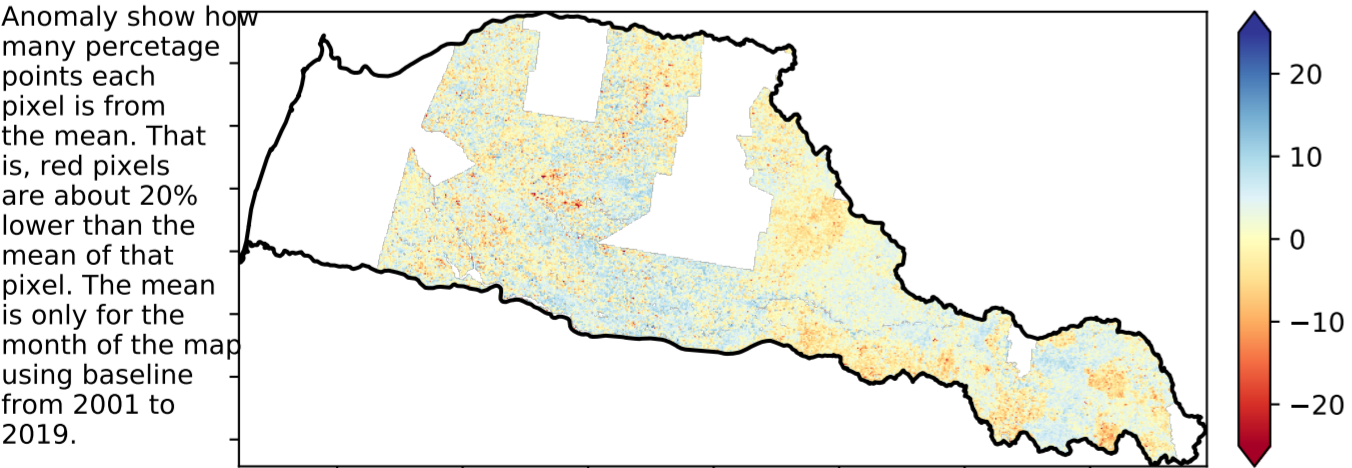 Anomaly show how
many percetage
points each
pixel is from
the mean. That
is, red pixels
are about 20%
lower than the
mean of that
pixel. The mean
is only for the
month of the map
using baseline
from 2001 to
2019.
20
10
0
−10
−20